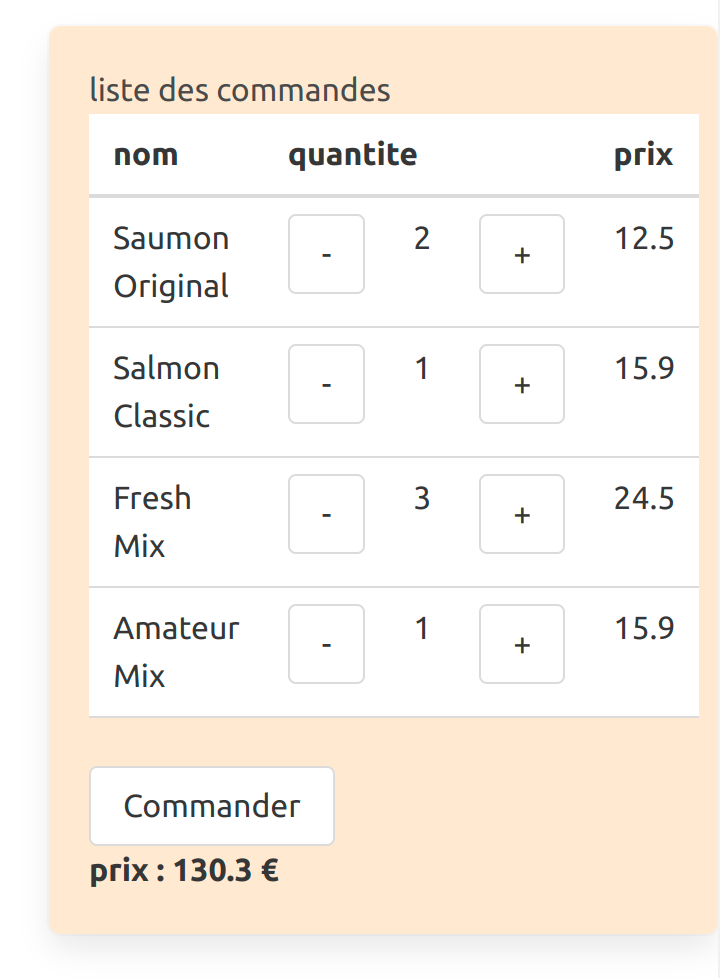 liste des commandes
nom quantite prix
Saumon - 2 + 12.5
Original
Salmon - 1 + 15.9
Classic
Fresh - 3 + 24.5
Mix
Amateur - 1 + 15.9
Mix
Commander
prix : 130.3 €